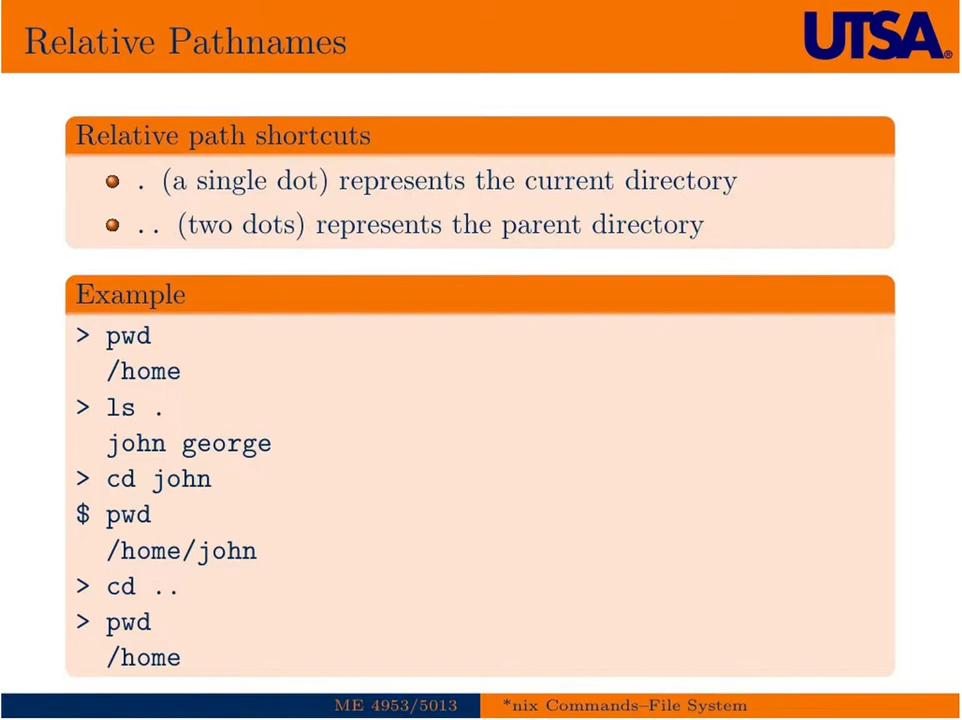 Relative Pathnames
UTSA®
Relative path shortcuts
. (a single dot) represents the current directory
.. (two dots) represents the parent directory
Example
> pwd
/home
> ls .
john george
> cd john
$ pwd
/home/john
> cd ..
> pwd
/home
ME 4953/5013 *nix Commands–File System